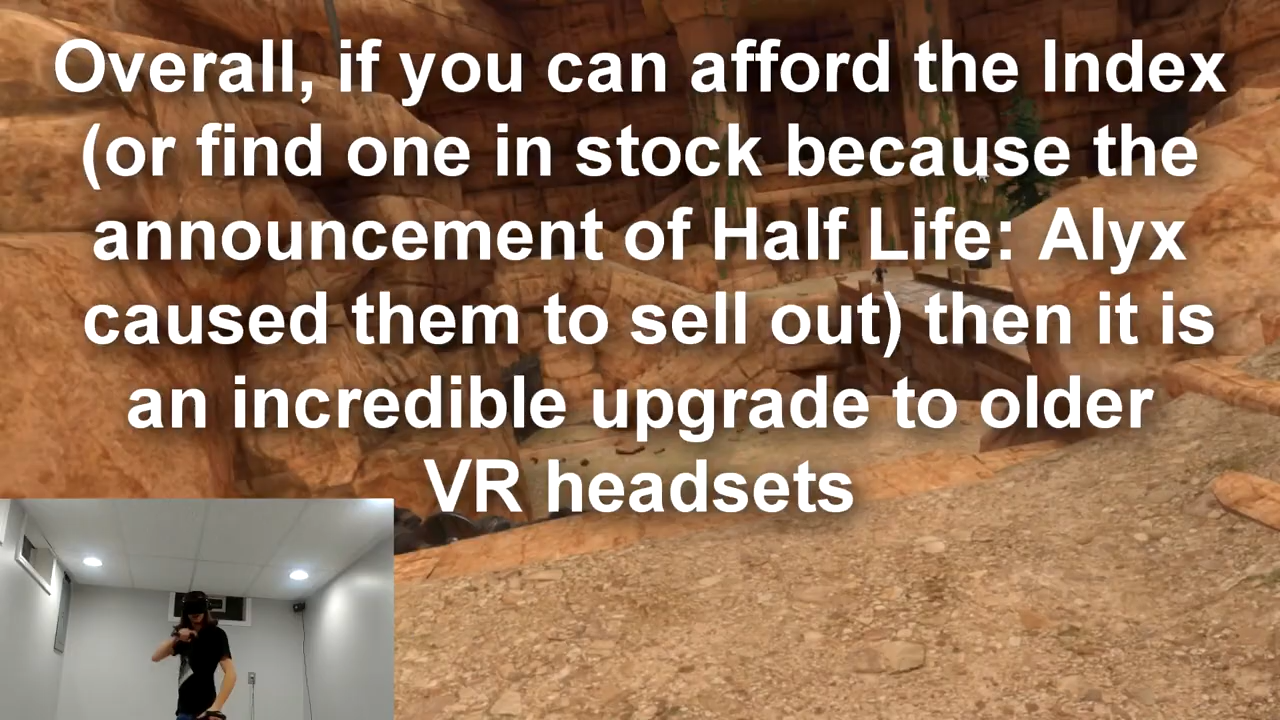 Overall, if you can afford the Index
(or find one in stock because the
announcement of Half Life: Alyx
caused them to sell out) then it is
an incredible upgrade to older
VR headsets